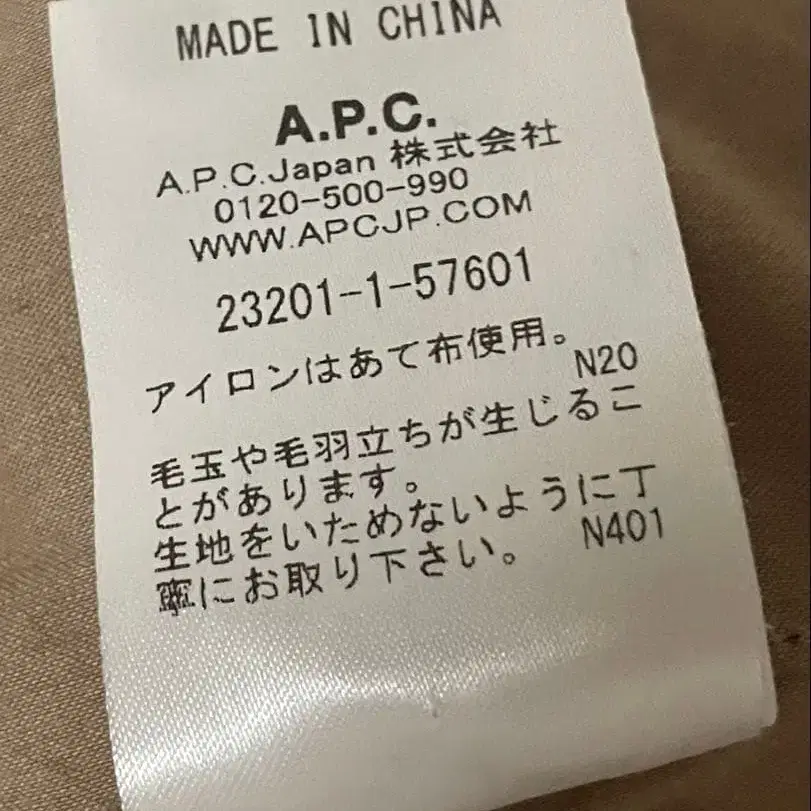 MADE IN CHINA
A.P.C.
A.P.C.Japan 株式会社
0120-500-990
WWW.APCJP.COM
23201-1-57601
アイロンはあて布使用。
N20
毛玉や毛羽立ちが生じるこ
とがあります。
生地をいためないように丁
寧にお取り下さい。 N401